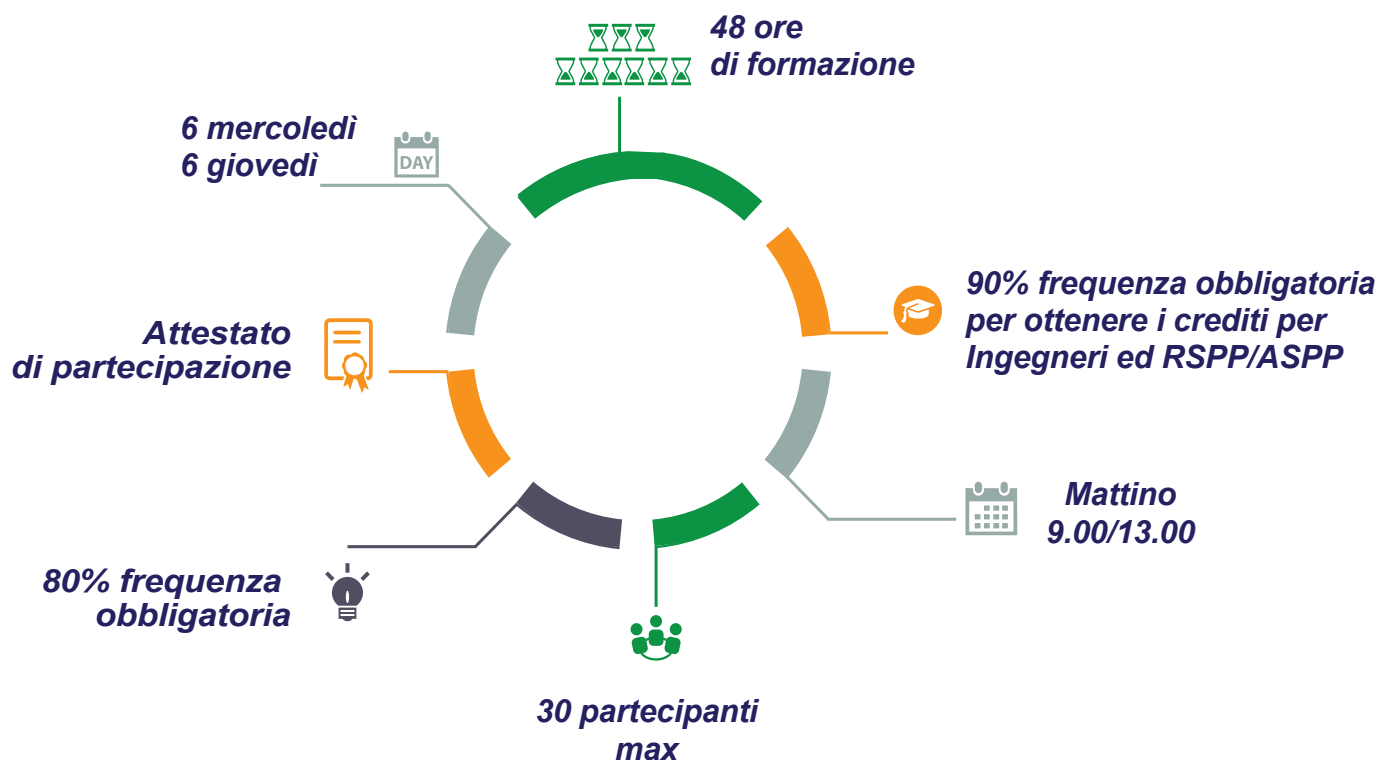 48 ore
di formazione
6 mercoledì
6 giovedì
DAY
90% frequenza obbligatoria
per ottenere i crediti per
Ingegneri ed RSPP/ASPP
Attestato
di partecipazione
Mattino
9.00/13.00
80% frequenza
obbligatoria
30 partecipanti
max